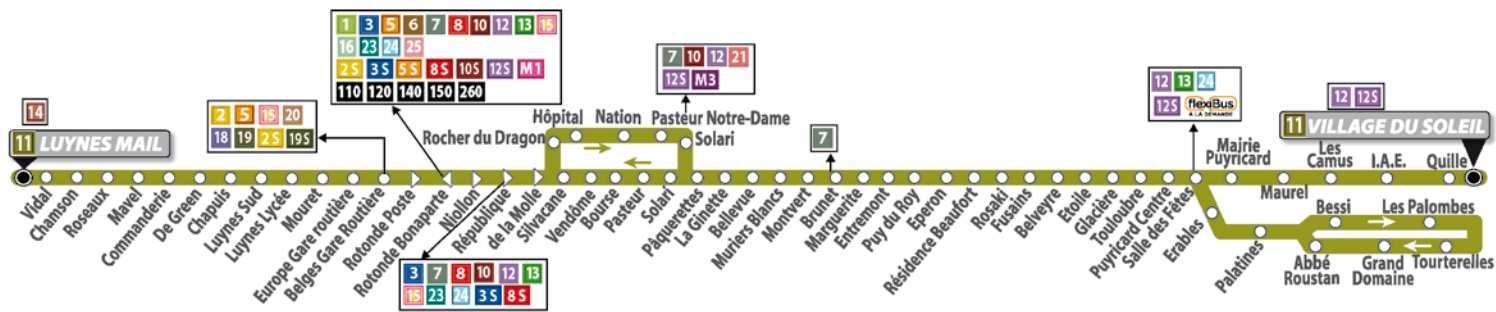 14
11 LUYNES MAIL
2 5 15 20
18 19 2S 19S
1 3 5 6 7 8 10 12 13 15
16 23 24 25
2S 3S 5S 8S 10S 12S M1
110 120 140 150 260
7 10 12 21
12S M3
7
12 13 24
12S flexiBus
À LA DEMANDE
12 12S
11 VILLAGE DU SOLEIL
Rocher du Dragon
Hôpital
Nation
Pasteur Notre-Dame
Solari
Mairie
Puyricard
Maurel
Les
Camus
I.A.E.
Quille
Vidal
Chanson
Roseaux
Mavel
Commanderie
De Green
Chapuis
Luynes Sud
Luynes Lycée
Mouret
Europe Gare routière
Belges Gare Routière
Rotonde Poste
Rotonde Bonaparte
Niollon
République
de la Molle
Silvacane
Vendôme
Bourse
Pasteur
Solari
Pâquerettes
La Ginette
Bellevue
Muriers Blancs
Montvert
Brunet
Marguerite
Entremont
Puy du Roy
Eperon
Résidence Beaufort
Rosaki
Fusains
Belveyre
Etoile
Glacière
Touloubre
Puyricard Centre
Salle des Fêtes
Erables
Palatines
Bessi
Les Palombes
Abbé
Roustan
Grand
Domaine
Tourterelles
3 7 8 10 12 13
15 23 24 3S 8S